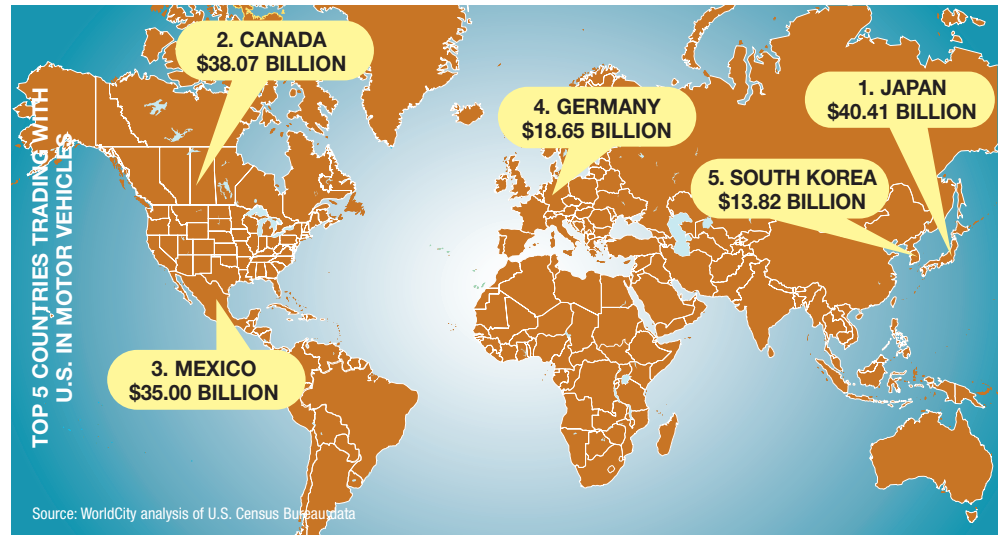 TOP 5 COUNTRIES TRADING WITH
U.S. IN MOTOR VEHICLES
2. CANADA
$38.07 BILLION
4. GERMANY
$18.65 BILLION
1. JAPAN
$40.41 BILLION
5. SOUTH KOREA
$13.82 BILLION
3. MEXICO
$35.00 BILLION
Source: WorldCity analysis of U.S. Census Bureau data